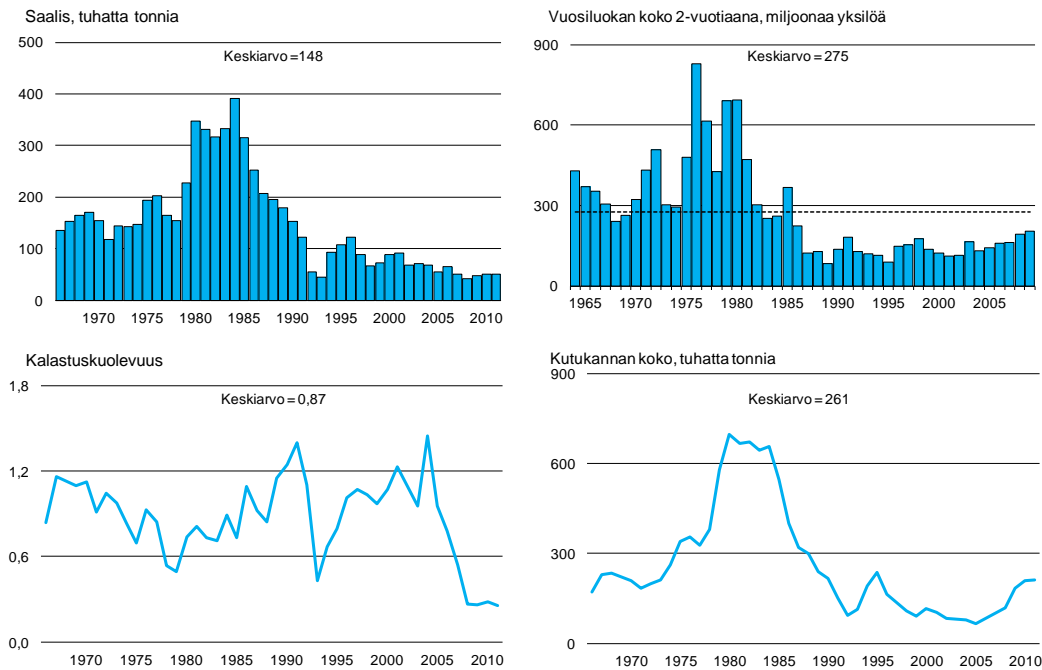 Saalis, tuhatta tonnia
500
Keskiarvo =148
400
300
200
100
0
1970 1975 1980 1985 1990 1995 2000 2005 2010
Vuosiluokan koko 2-vuotiaana, miljoonaa yksilöä
900
Keskiarvo = 275
600
300
0
1965 1970 1975 1980 1985 1990 1995 2000 2005
Kalastuskuolevuus
1,8
Keskiarvo = 0,87
1,2
0,6
0,0
1970 1975 1980 1985 1990 1995 2000 2005 2010
Kutukannan koko, tuhatta tonnia
900
Keskiarvo = 261
600
300
0
1970 1975 1980 1985 1990 1995 2000 2005 2010